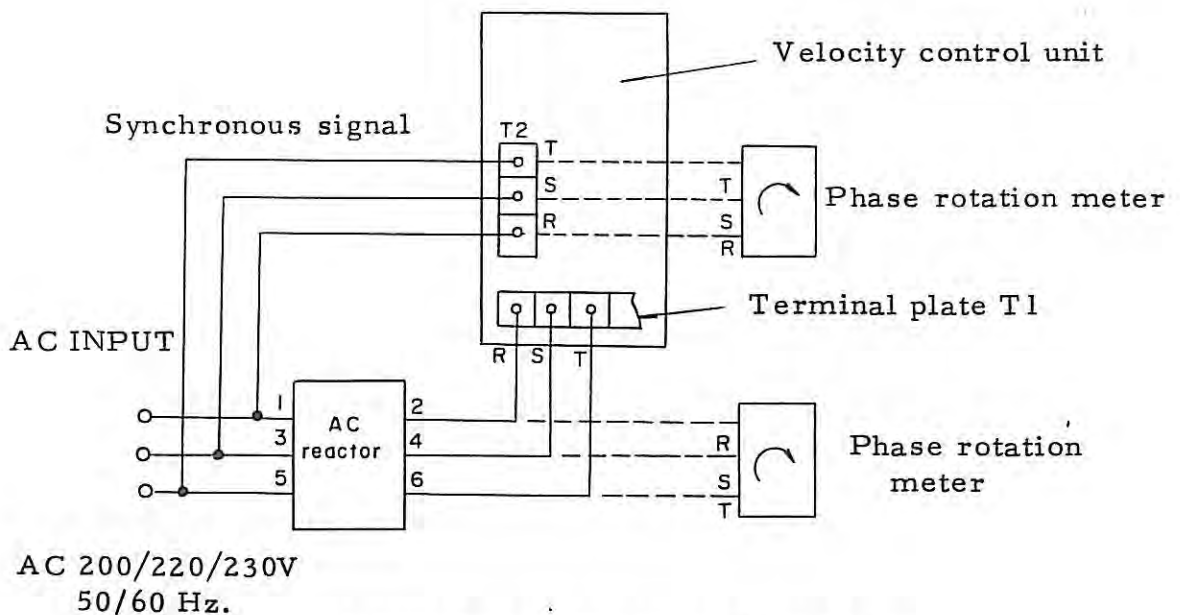 Velocity control unit
Synchronous signal
T2
T
S
R
T
S
R
Phase rotation meter
Terminal plate T1
R S T
AC INPUT
1
3
5
AC
reactor
2
4
6
R
S
T
Phase rotation
meter
AC 200/220/230V
50/60 Hz.